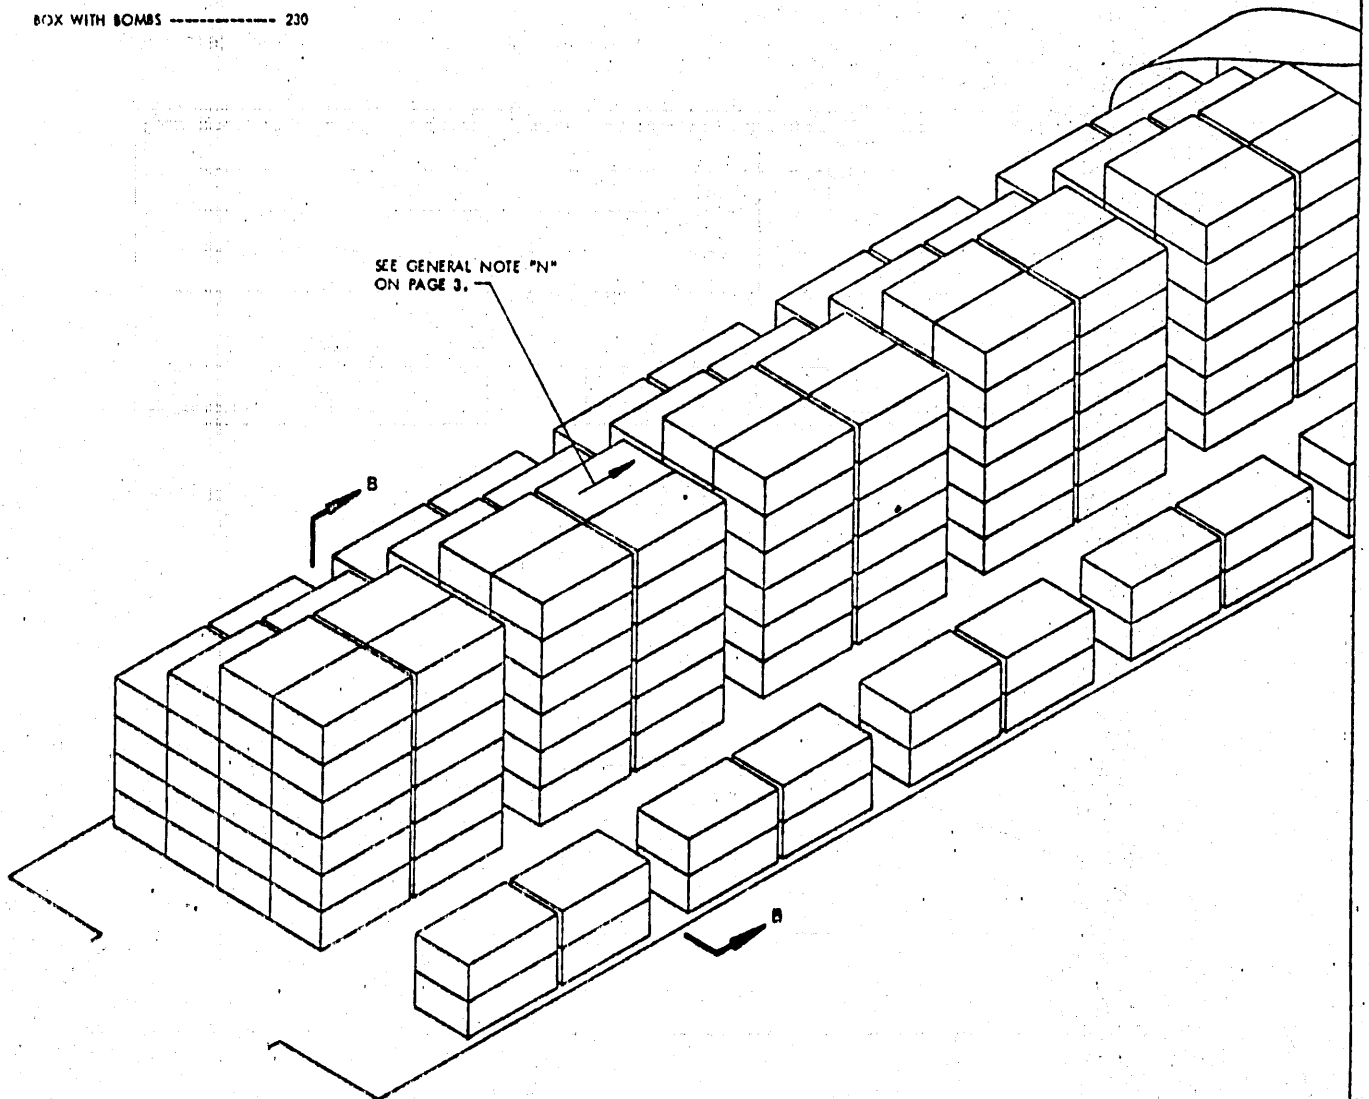 BOX WITH BOMBS ------------- 230
SEE GENERAL NOTE "N"
ON PAGE 3.
B
B